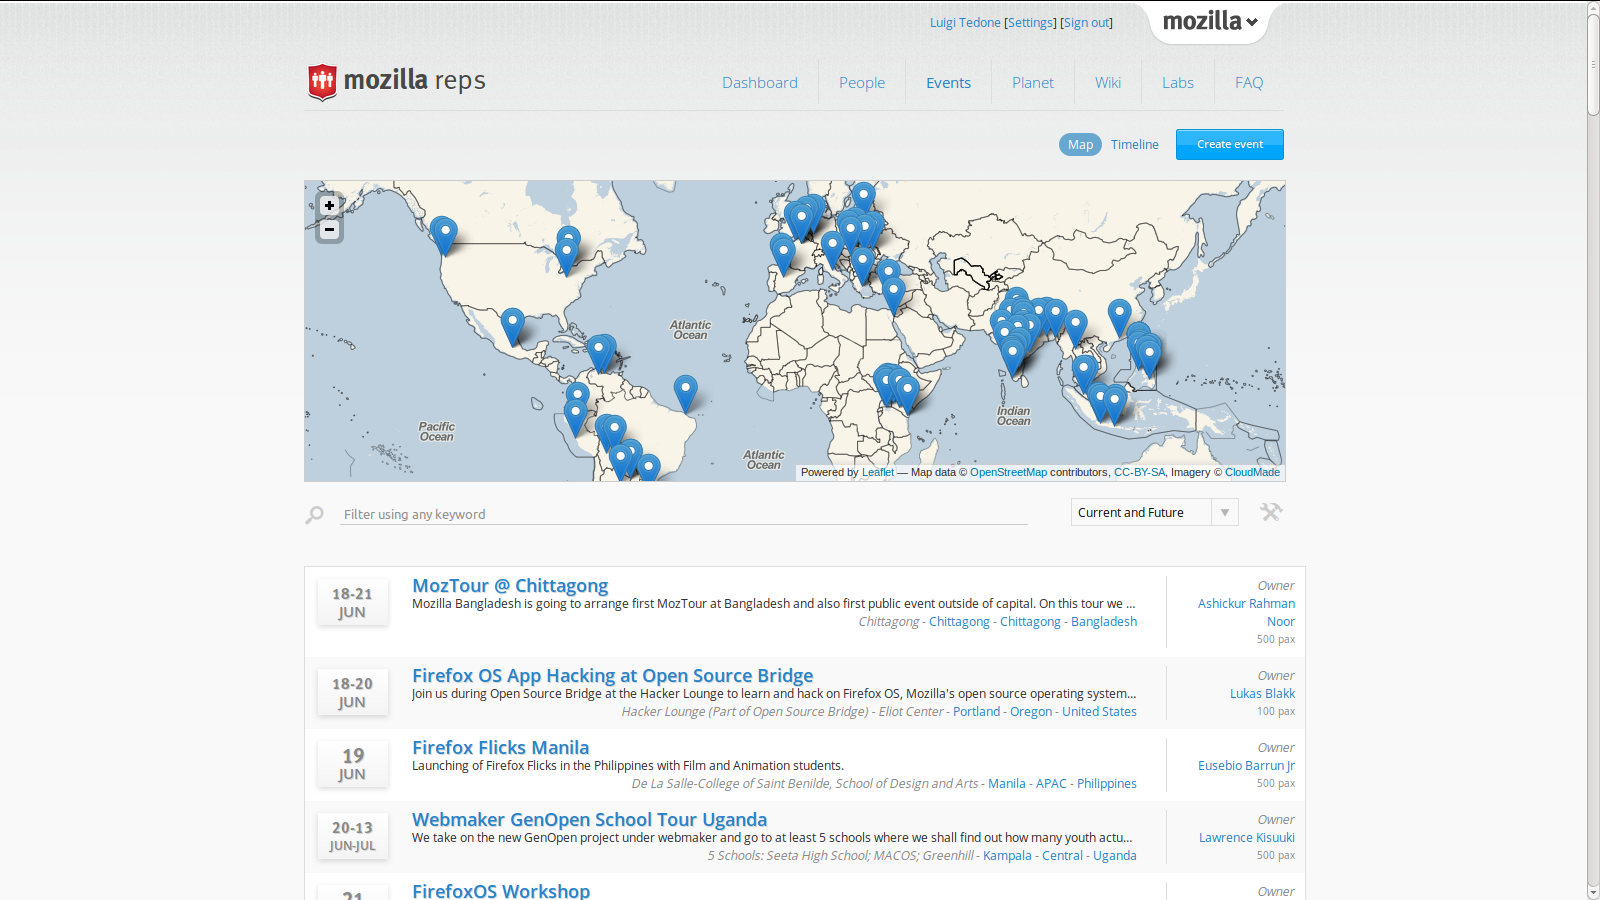 Luigi Tedone [Settings] [Sign out]
mozilla
mozilla reps
Dashboard
People
Events
Planet
Wiki
Labs
FAQ
Map
Timeline
Create event
+
−
Atlantic
Ocean
Pacific
Ocean
Atlantic
Ocean
Indian
Ocean
Powered by Leaflet — Map data © OpenStreetMap contributors, CC-BY-SA, Imagery © CloudMade
Filter using any keyword
Current and Future
18-21
JUN
MozTour @ Chittagong
Mozilla Bangladesh is going to arrange first MozTour at Bangladesh and also first public event outside of capital. On this tour we ...
Chittagong - Chittagong - Chittagong - Bangladesh
Owner
Ashickur Rahman
Noor
500 pax
18-20
JUN
Firefox OS App Hacking at Open Source Bridge
Join us during Open Source Bridge at the Hacker Lounge to learn and hack on Firefox OS, Mozilla's open source operating system...
Hacker Lounge (Part of Open Source Bridge) - Eliot Center - Portland - Oregon - United States
Owner
Lukas Blakk
100 pax
19
JUN
Firefox Flicks Manila
Launching of Firefox Flicks in the Philippines with Film and Animation students.
De La Salle-College of Saint Benilde, School of Design and Arts - Manila - APAC - Philippines
Owner
Eusebio Barrun Jr
500 pax
20-13
JUN-JUL
Webmaker GenOpen School Tour Uganda
We take on the new GenOpen project under webmaker and go to at least 5 schools where we shall find out how many youth actu...
5 Schools: Seeta High School; MACOS; Greenhill - Kampala - Central - Uganda
Owner
Lawrence Kisuuki
500 pax
21
FirefoxOS Workshop
Owner